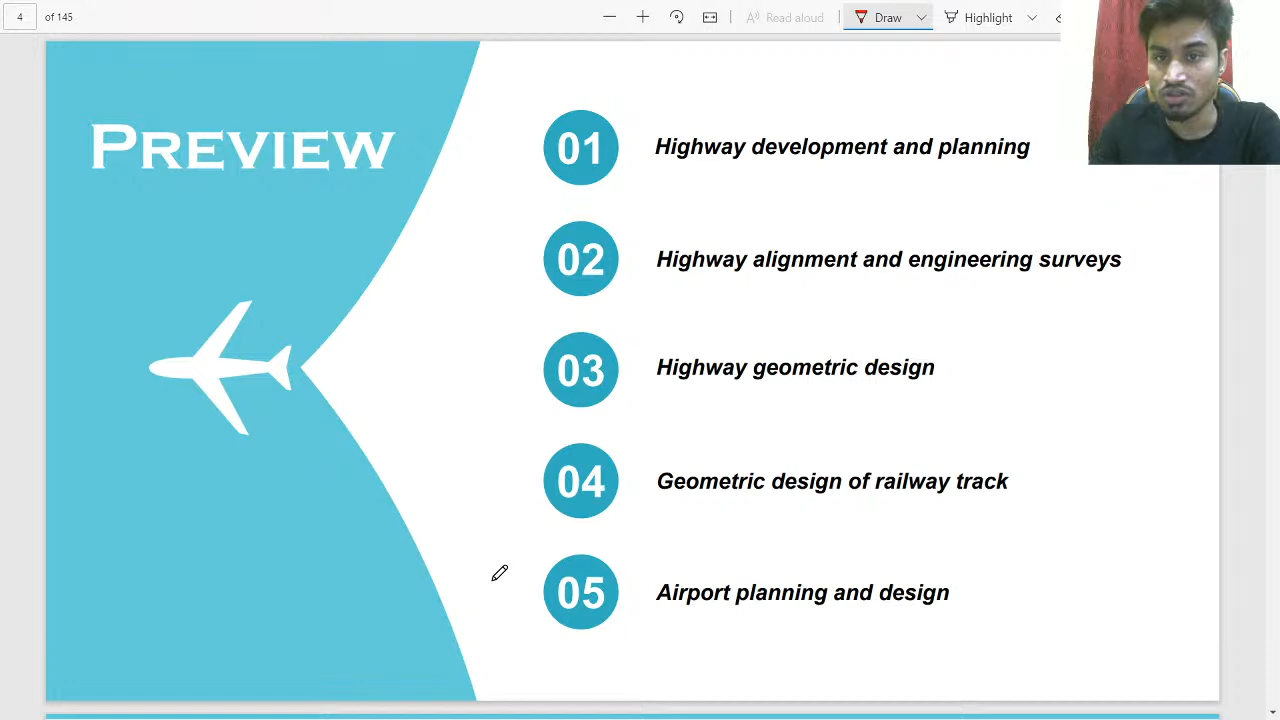 4 of 145 Read aloud Draw Highlight
PREVIEW
01 Highway development and planning
02 Highway alignment and engineering surveys
03 Highway geometric design
04 Geometric design of railway track
05 Airport planning and design